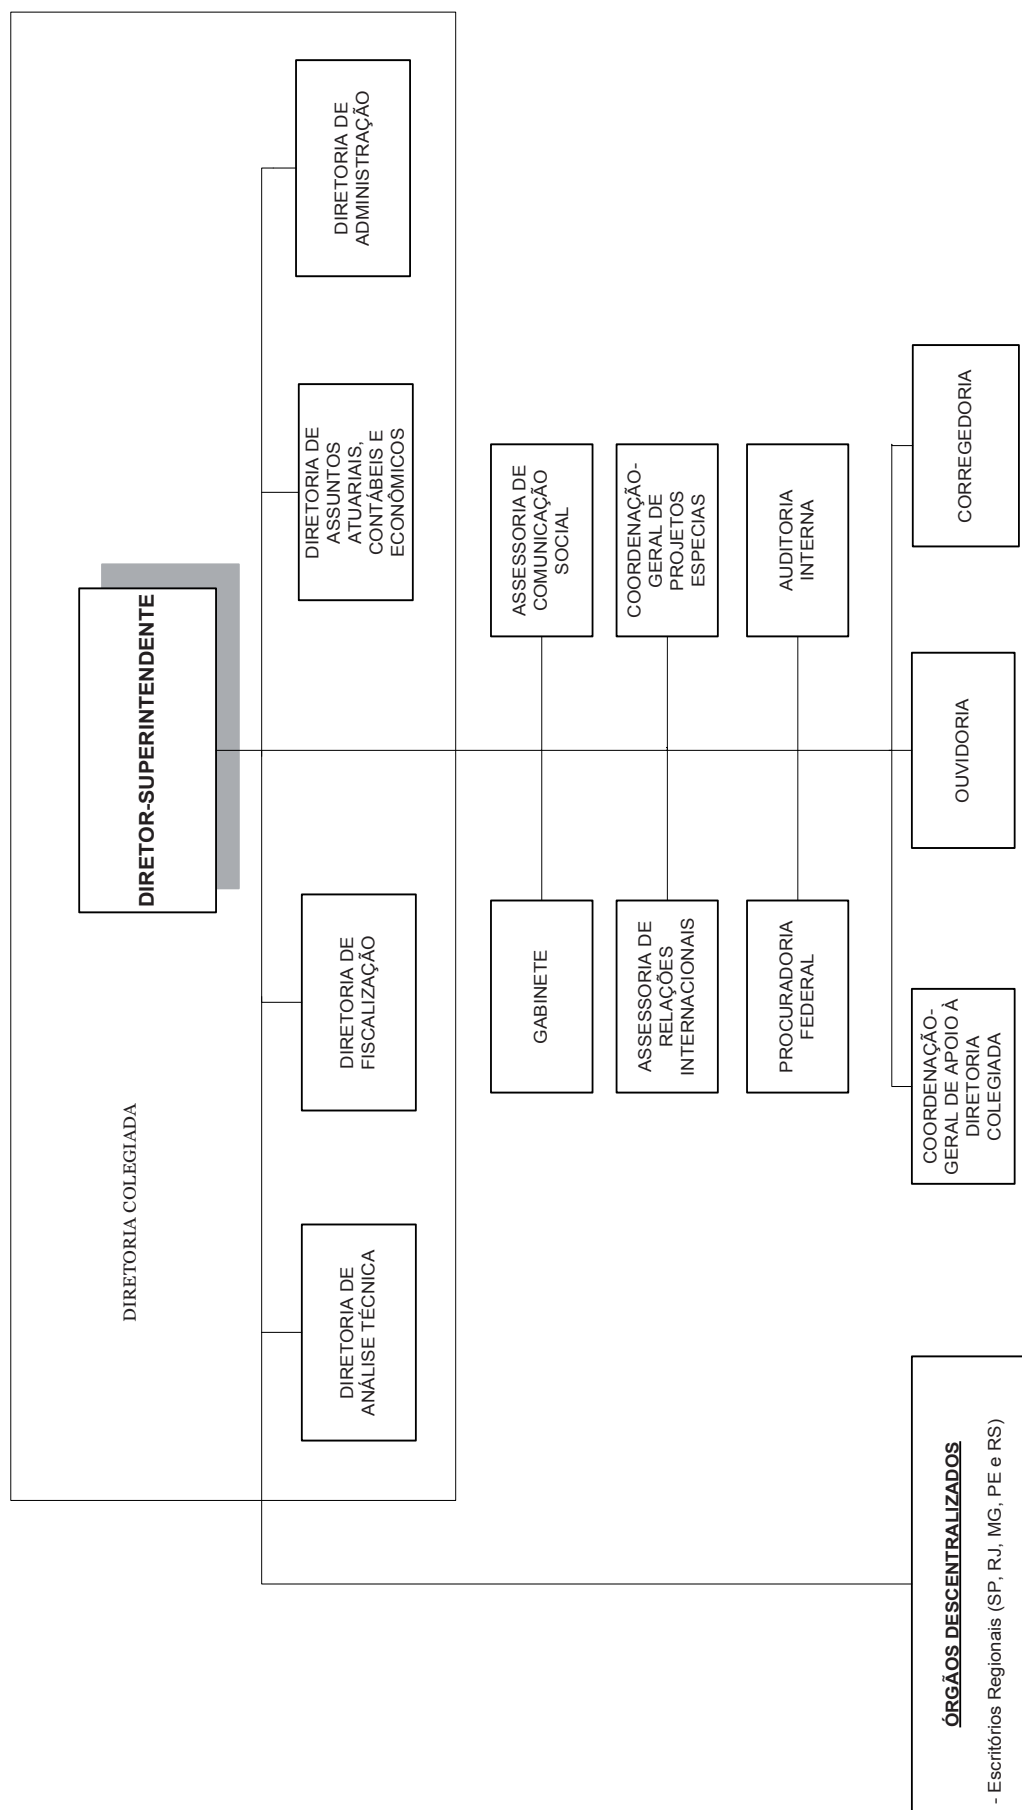 DIRETORIA COLEGIADA
DIRETOR-SUPERINTENDENTE
DIRETORIA DE
ANÁLISE TÉCNICA
DIRETORIA DE
FISCALIZAÇÃO
DIRETORIA DE
ASSUNTOS
ATUARIAIS,
CONTÁBEIS E
ECONÔMICOS
DIRETORIA DE
ADMINISTRAÇÃO
GABINETE
ASSESSORIA DE
COMUNICAÇÃO
SOCIAL
ASSESSORIA DE
RELAÇÕES
INTERNACIONAIS
COORDENAÇÃO-
GERAL DE
PROJETOS
ESPECIAS
PROCURADORIA
FEDERAL
AUDITORIA
INTERNA
ÓRGÃOS DESCENTRALIZADOS
- Escritórios Regionais (SP, RJ, MG, PE e RS)
COORDENAÇÃO-
GERAL DE APOIO À
DIRETORIA
COLEGIADA
OUVIDORIA
CORREGEDORIA